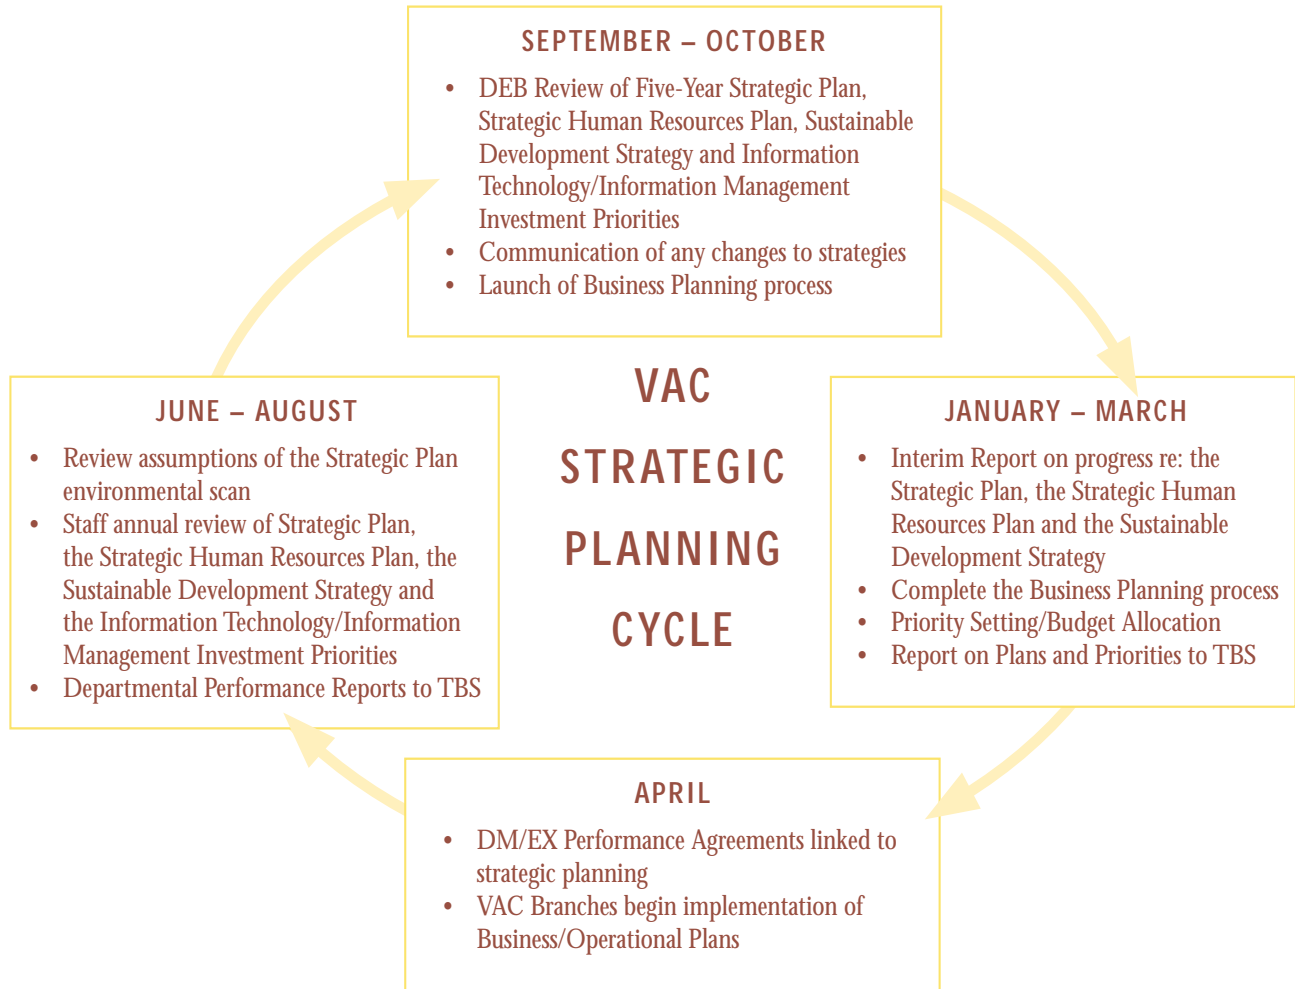 SEPTEMBER – OCTOBER
• DEB Review of Five-Year Strategic Plan,
Strategic Human Resources Plan, Sustainable
Development Strategy and Information
Technology/Information Management
Investment Priorities
• Communication of any changes to strategies
• Launch of Business Planning process
VAC
STRATEGIC
PLANNING
CYCLE
JANUARY – MARCH
• Interim Report on progress re: the
Strategic Plan, the Strategic Human
Resources Plan and the Sustainable
Development Strategy
• Complete the Business Planning process
• Priority Setting/Budget Allocation
• Report on Plans and Priorities to TBS
APRIL
• DM/EX Performance Agreements linked to
strategic planning
• VAC Branches begin implementation of
Business/Operational Plans
JUNE – AUGUST
• Review assumptions of the Strategic Plan
environmental scan
• Staff annual review of Strategic Plan,
the Strategic Human Resources Plan, the
Sustainable Development Strategy and
the Information Technology/Information
Management Investment Priorities
• Departmental Performance Reports to TBS